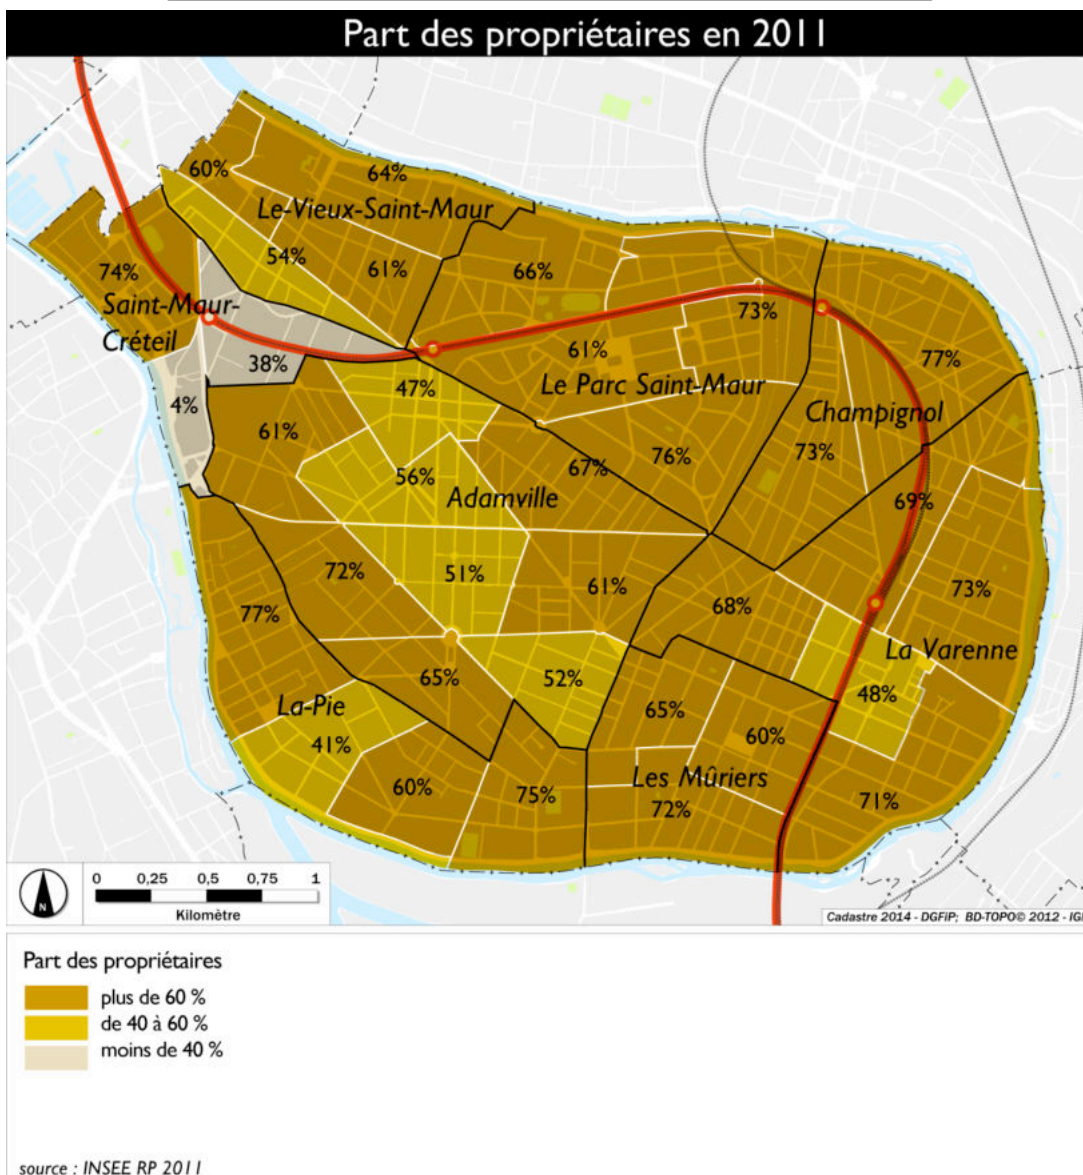 Part des propriétaires en 2011
60%
64%
Le-Vieux-Saint-Maur
54%
61%
66%
74%
Saint-Maur-
Créteil
73%
38%
61%
77%
47%
Le Parc Saint-Maur
4%
61%
Champignol
73%
76%
67%
56%
Adamville
69%
72%
51%
61%
68%
73%
77%
La Varenne
65%
52%
48%
La-Pie
65%
41%
60%
60%
75%
Les Mûriers
72%
71%
N
0 0,25 0,5 0,75 1
Kilomètre
Cadastre 2014 - DGFiP; BD-TOPO© 2012 -
Part des propriétaires
plus de 60 %
de 40 à 60 %
moins de 40 %
source : INSEE RP 2011